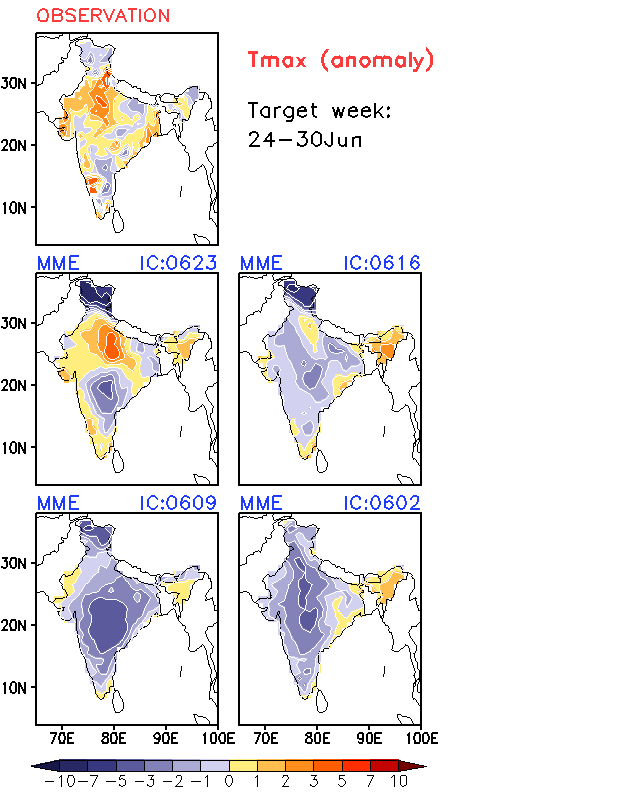 OBSERVATION
Tmax (anomaly)
Target week:
24-30Jun
30N
20N
10N
MME IC:0623
MME IC:0616
30N
20N
10N
MME IC:0609
MME IC:0602
30N
20N
10N
70E 80E 90E 100E
70E 80E 90E 100E
-10 -7 -5 -3 -2 -1 0 1 2 3 5 7 10